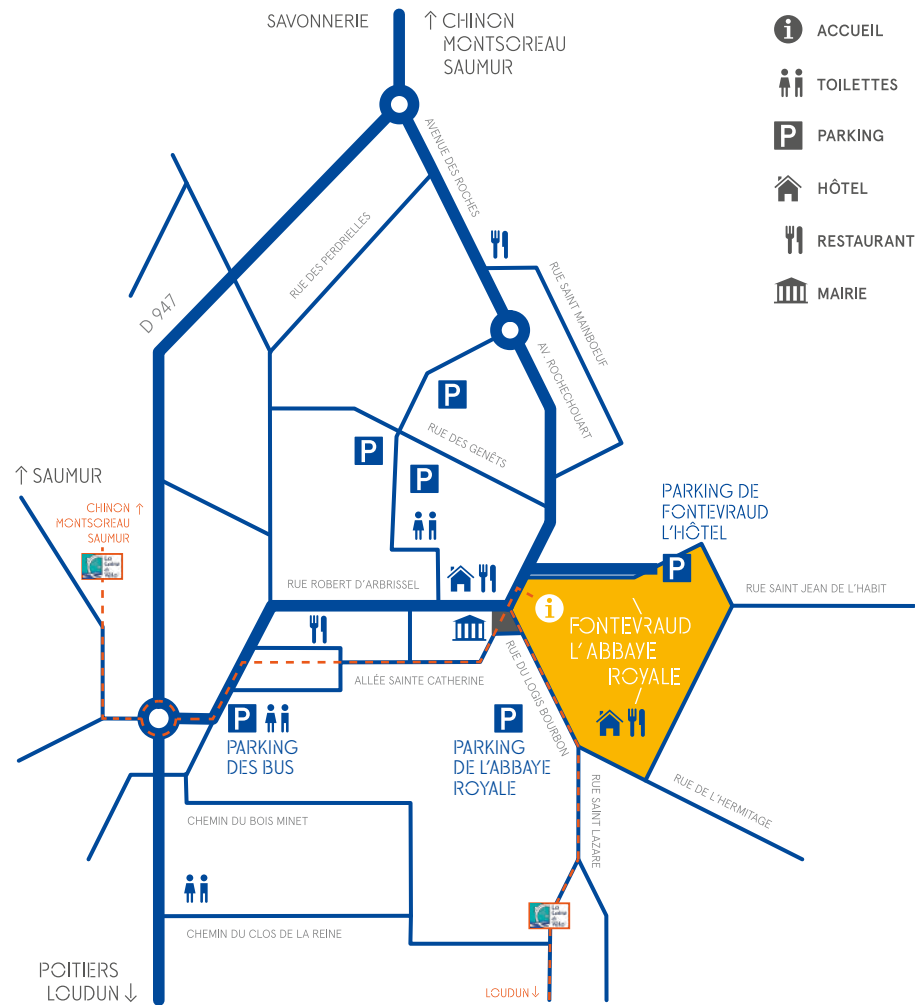 SAVONNERIE
↑ CHINON
MONTSOREAU
SAUMUR
ACCUEIL
TOILETTES
P PARKING
HÔTEL
RESTAURANT
MAIRIE
AVENUE DES ROCHES
RUE DES PERDRIELLES
RUE SAINT MAINBOEUF
D 947
AV. ROCHECHOUART
P
RUE DES GENÊTS
P
P
↑ SAUMUR
CHINON ↑
MONTSOREAU
SAUMUR
PARKING DE
FONTEVRAUD
L'HÔTEL
P
RUE ROBERT D'ARBRISSEL
RUE SAINT JEAN DE L'HABIT
i
FONTEVRAUD
L'ABBAYE
ROYALE
ALLÉE SAINTE CATHERINE
RUE DU LOGIS BOURBON
P
PARKING
DES BUS
P
PARKING
DE L'ABBAYE
ROYALE
RUE SAINT LAZARE
RUE DE L'HERMITAGE
CHEMIN DU BOIS MINET
CHEMIN DU CLOS DE LA REINE
POITIERS
LOUDUN ↓
LOUDUN ↓